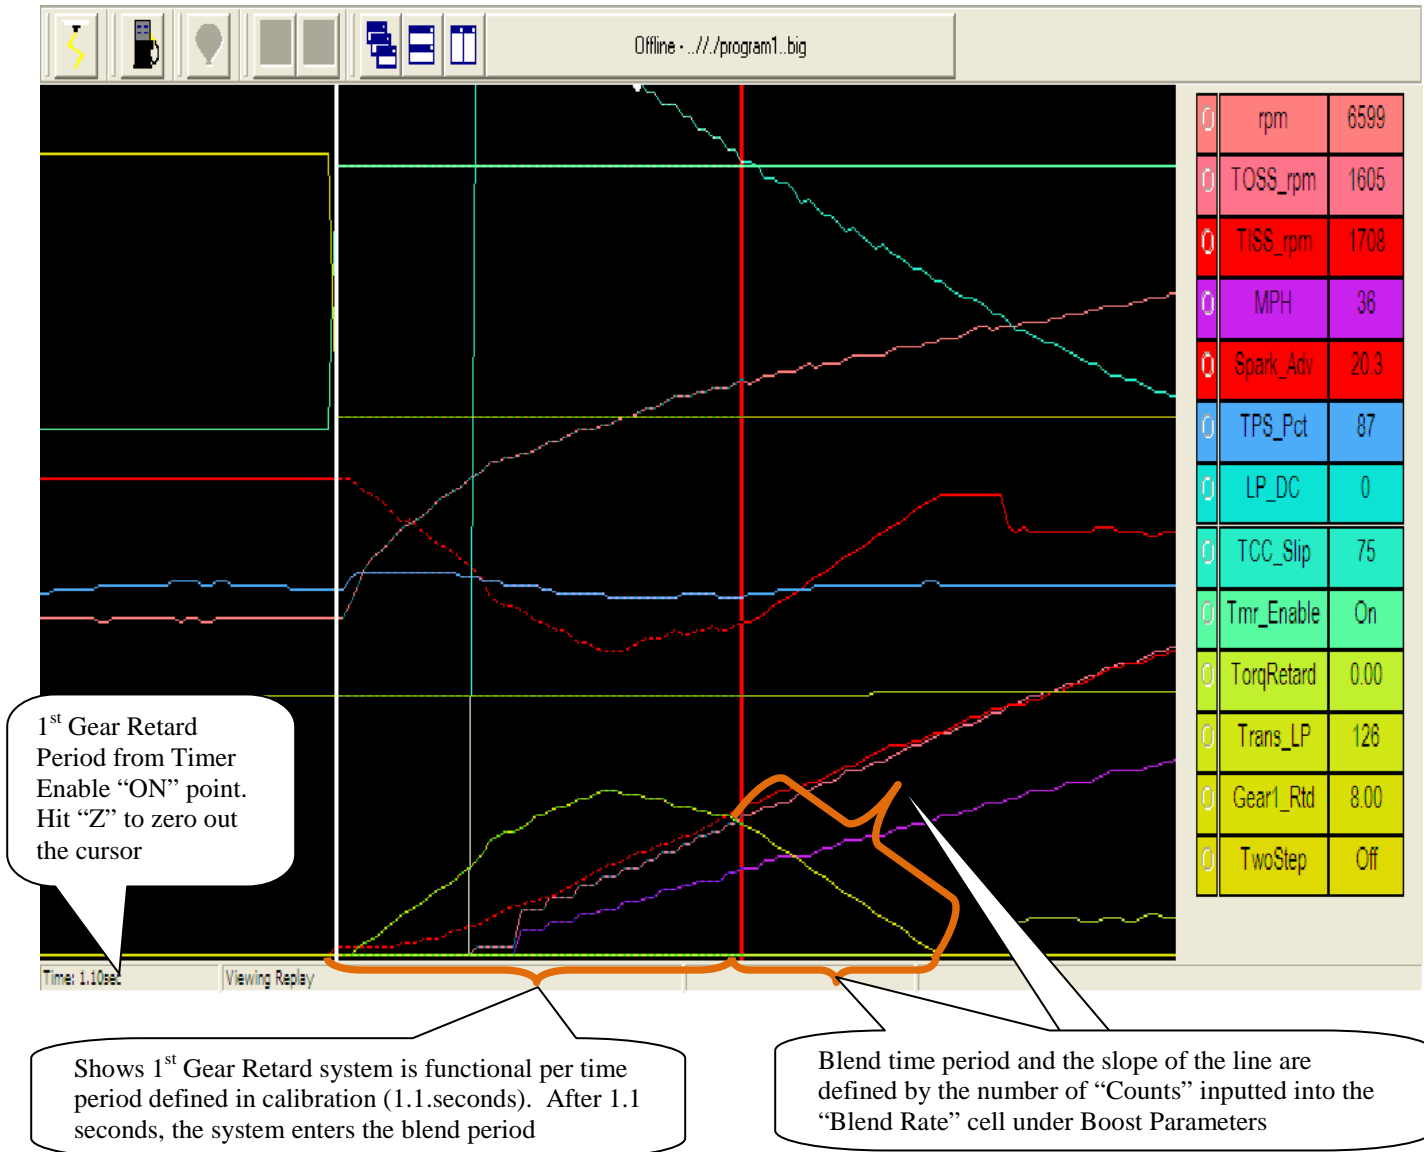 Offline - ..//./program1..big
rpm 6599
TOSS_rpm 1605
TISS_rpm 1708
MPH 36
Spark_Adv 20.3
TPS_Pct 87
LP_DC 0
TCC_Slip 75
Tmr_Enable On
TorqRetard 0.00
Trans_LP 126
Gear1_Rtd 8.00
TwoStep Off
1st Gear Retard
Period from Timer
Enable “ON” point.
Hit “Z” to zero out
the cursor
Time: 1.10sec Viewing Replay
Shows 1st Gear Retard system is functional per time
period defined in calibration (1.1.seconds). After 1.1
seconds, the system enters the blend period
Blend time period and the slope of the line are
defined by the number of “Counts” inputted into the
“Blend Rate” cell under Boost Parameters